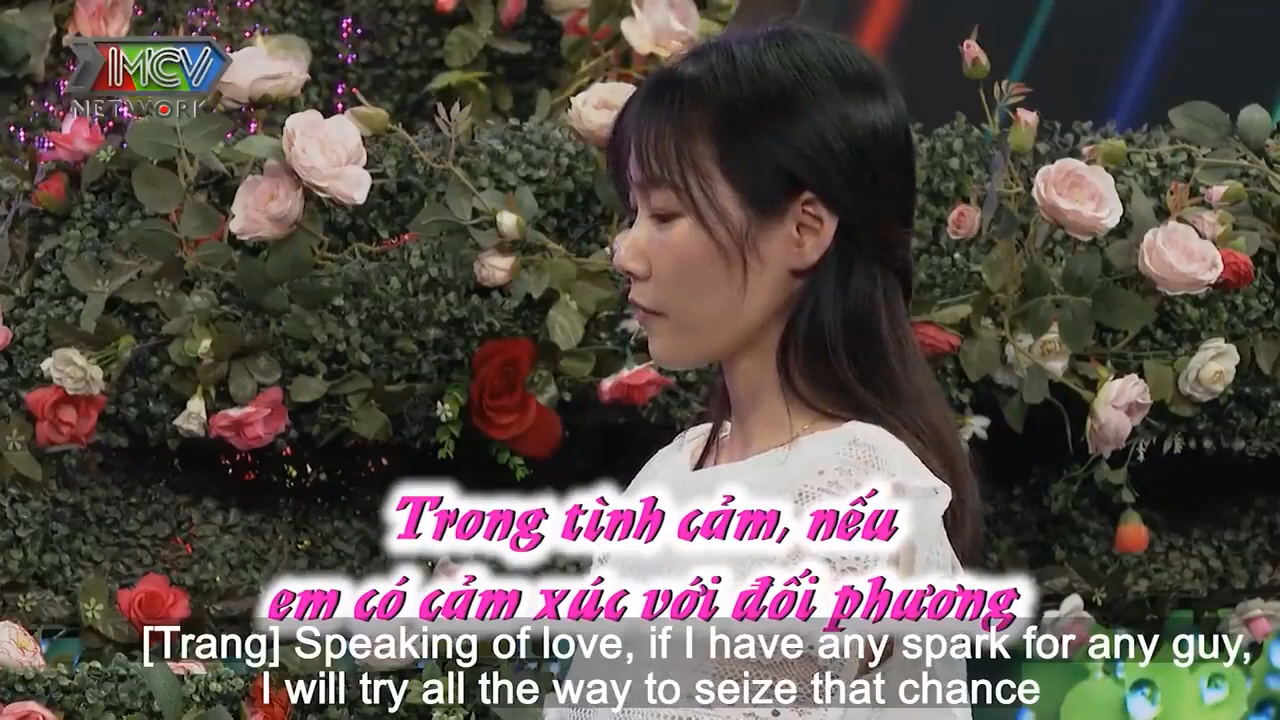 MCV
NETWORK
Trong tình cảm, nếu
em có cảm xúc với đối phương
[Trang] Speaking of love, if I have any spark for any guy,
I will try all the way to seize that chance